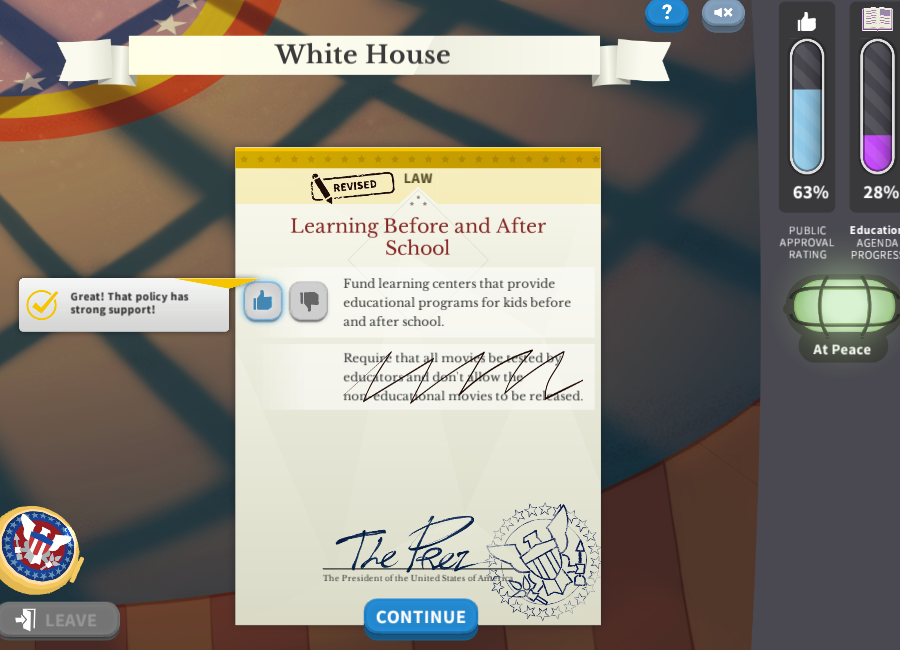 ?
White House
63%
28%
PUBLIC
APPROVAL
RATING
Education
AGENDA
PROGRESS
At Peace
REVISED
LAW
Learning Before and After
School
Great! That policy has
strong support!
Fund learning centers that provide
educational programs for kids before
and after school.
Require that all movies be tested by
educators and don't allow the
non-educational movies to be released.
The Prez
The President of the United States of America
CONTINUE
LEAVE